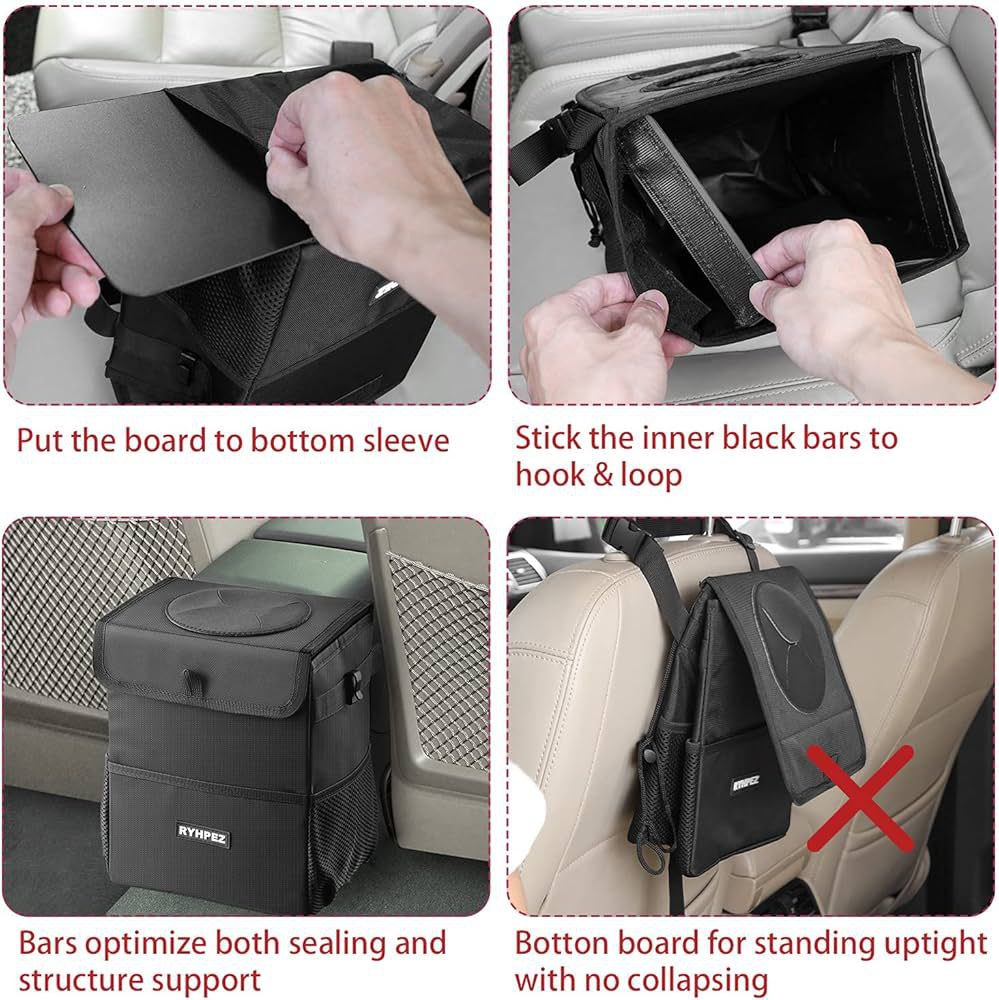 Put the board to bottom sleeve
Stick the inner black bars to
hook & loop
RYHPEZ
Bars optimize both sealing and
structure support
RYHPEZ
Botton board for standing uptight
with no collapsing